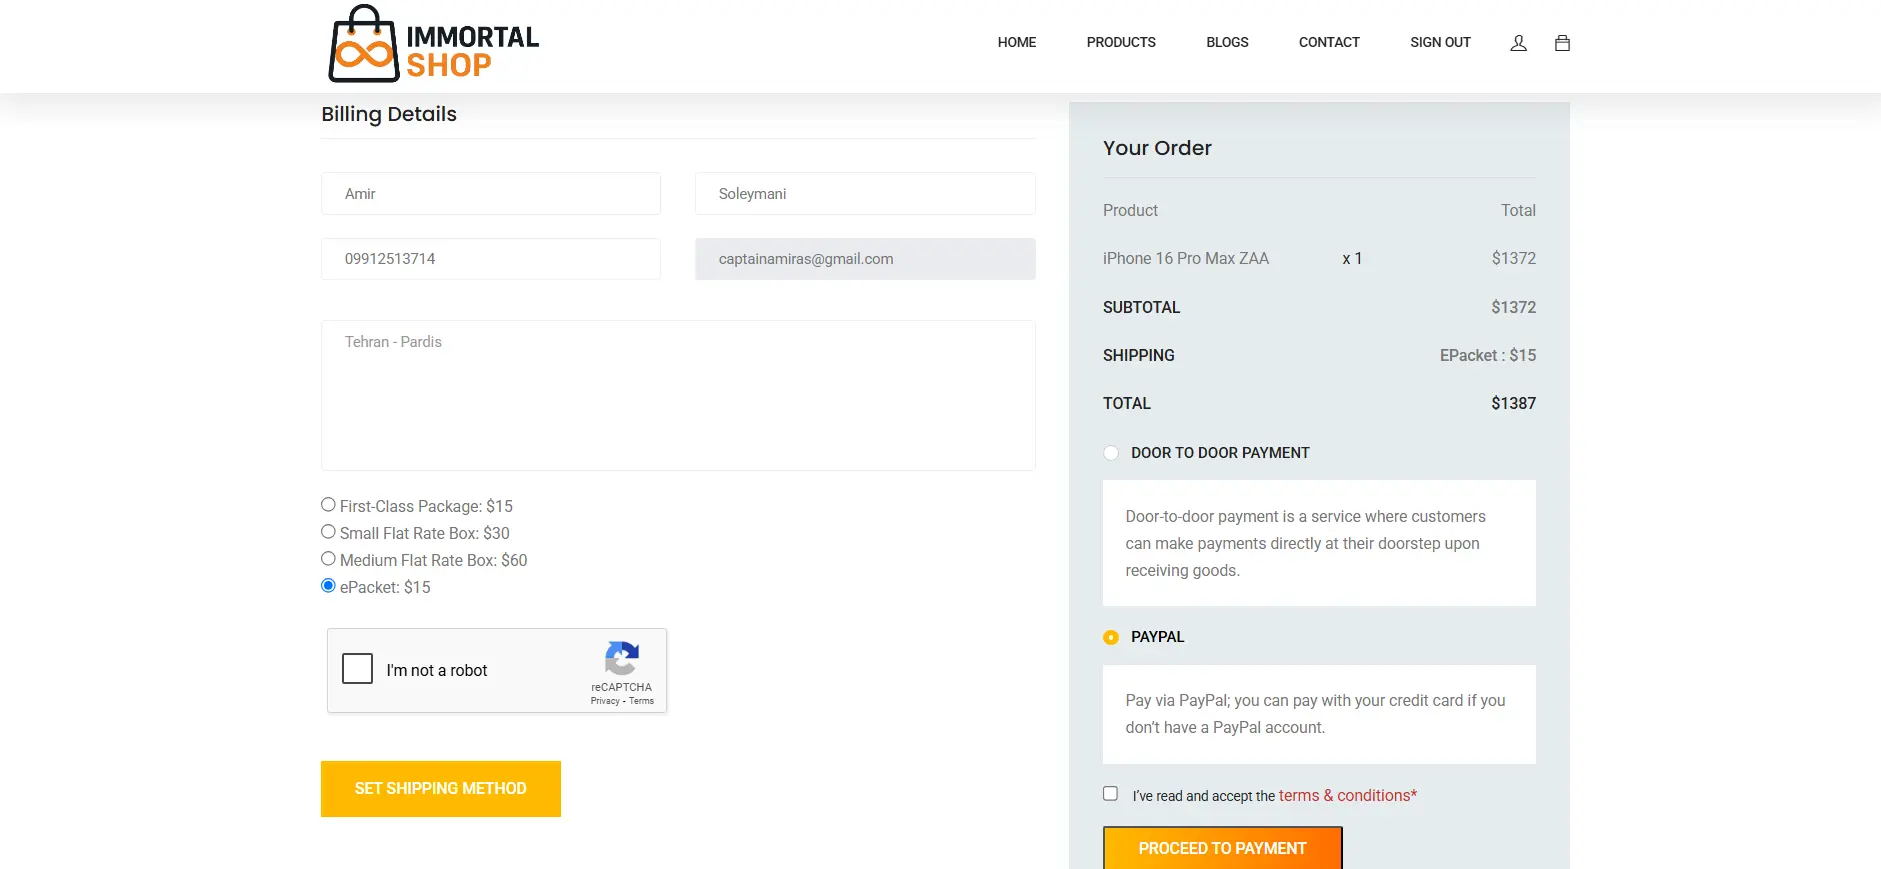 IMMORTAL
SHOP
HOME PRODUCTS BLOGS CONTACT SIGN OUT
Billing Details
Amir Soleymani
09912513714 captainamiras@gmail.com
Tehran - Pardis
First-Class Package: $15
Small Flat Rate Box: $30
Medium Flat Rate Box: $60
ePacket: $15
I'm not a robot
reCAPTCHA
Privacy - Terms
SET SHIPPING METHOD
Your Order
Product Total
iPhone 16 Pro Max ZAA x 1 $1372
SUBTOTAL $1372
SHIPPING EPacket : $15
TOTAL $1387
DOOR TO DOOR PAYMENT
Door-to-door payment is a service where customers
can make payments directly at their doorstep upon
receiving goods.
PAYPAL
Pay via PayPal; you can pay with your credit card if you
don’t have a PayPal account.
I’ve read and accept the terms & conditions*
PROCEED TO PAYMENT